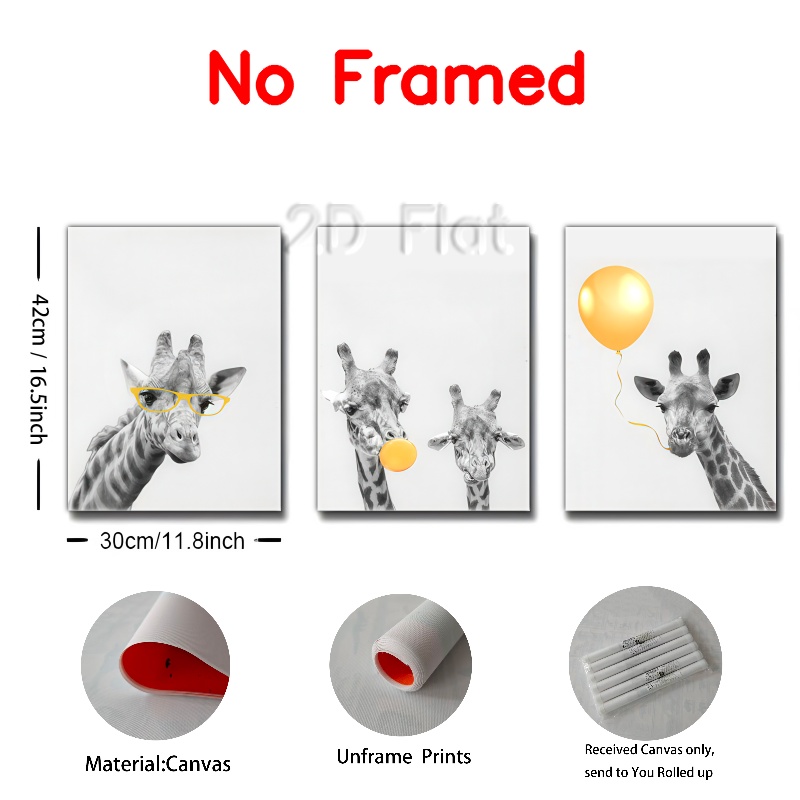 No Framed
2D Flat
42cm / 16.5inch
30cm/11.8inch
Material:Canvas
Unframe Prints
Received Canvas only,
send to You Rolled up